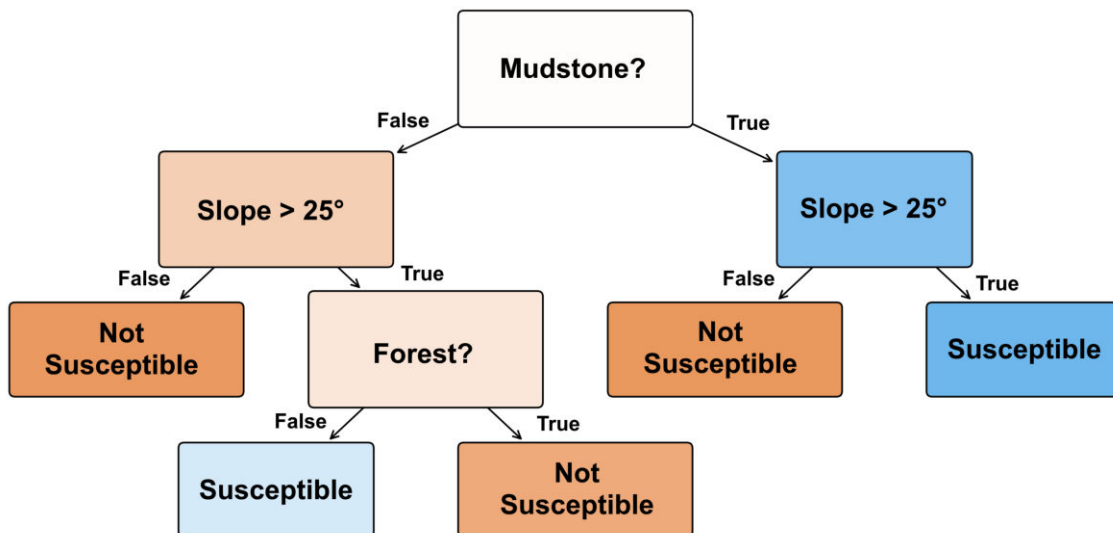 Mudstone?
False
True
Slope > 25°
Slope > 25°
False
True
False
True
Not
Susceptible
Forest?
Not
Susceptible
Susceptible
False
True
Susceptible
Not
Susceptible